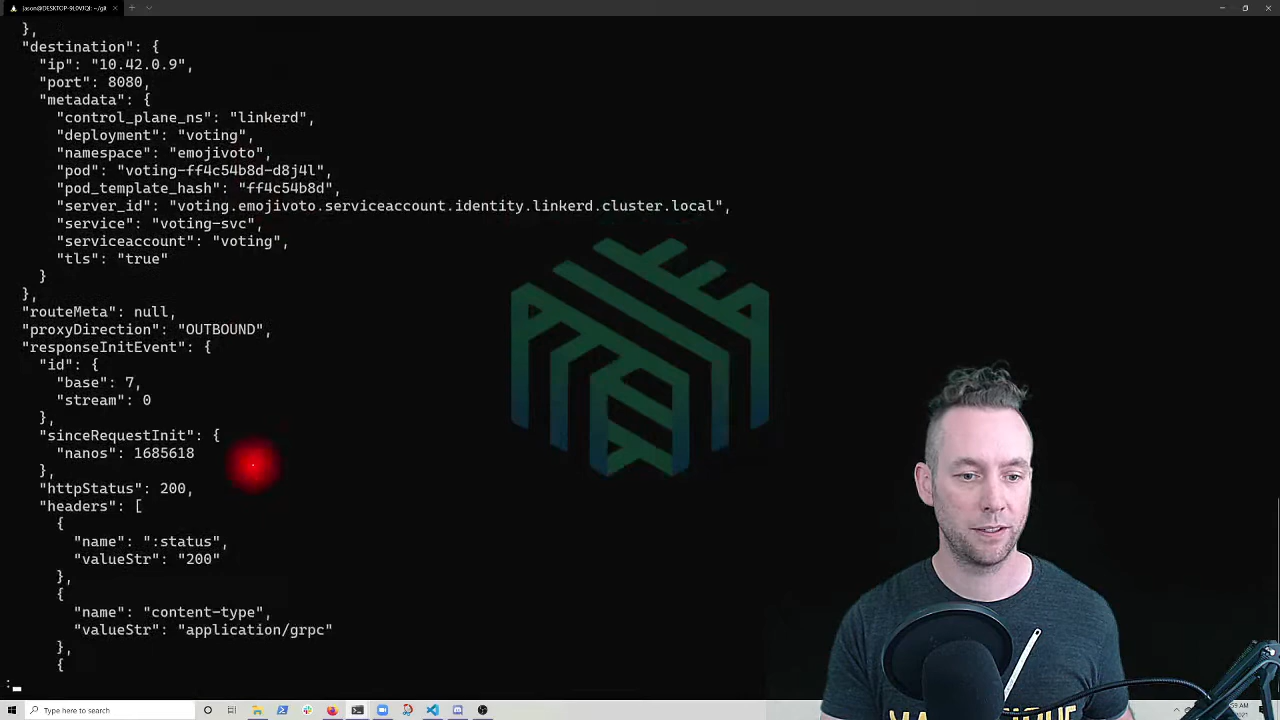 },
"destination": {
"ip": "10.42.0.9",
"port": 8080,
"metadata": {
"control_plane_ns": "linkerd",
"deployment": "voting",
"namespace": "emojivoto",
"pod": "voting-ff4c54b8d-d8j4l",
"pod_template_hash": "ff4c54b8d",
"server_id": "voting.emojivoto.serviceaccount.identity.linkerd.cluster.local",
"service": "voting-svc",
"serviceaccount": "voting",
"tls": "true"
}
},
"routeMeta": null,
"proxyDirection": "OUTBOUND",
"responseInitEvent": {
"id": {
"base": 7,
"stream": 0
},
"sinceRequestInit": {
"nanos": 1685618
},
"httpStatus": 200,
"headers": [
{
"name": ":status",
"valueStr": "200"
},
{
"name": "content-type",
"valueStr": "application/grpc"
},
{
:
Type here to search